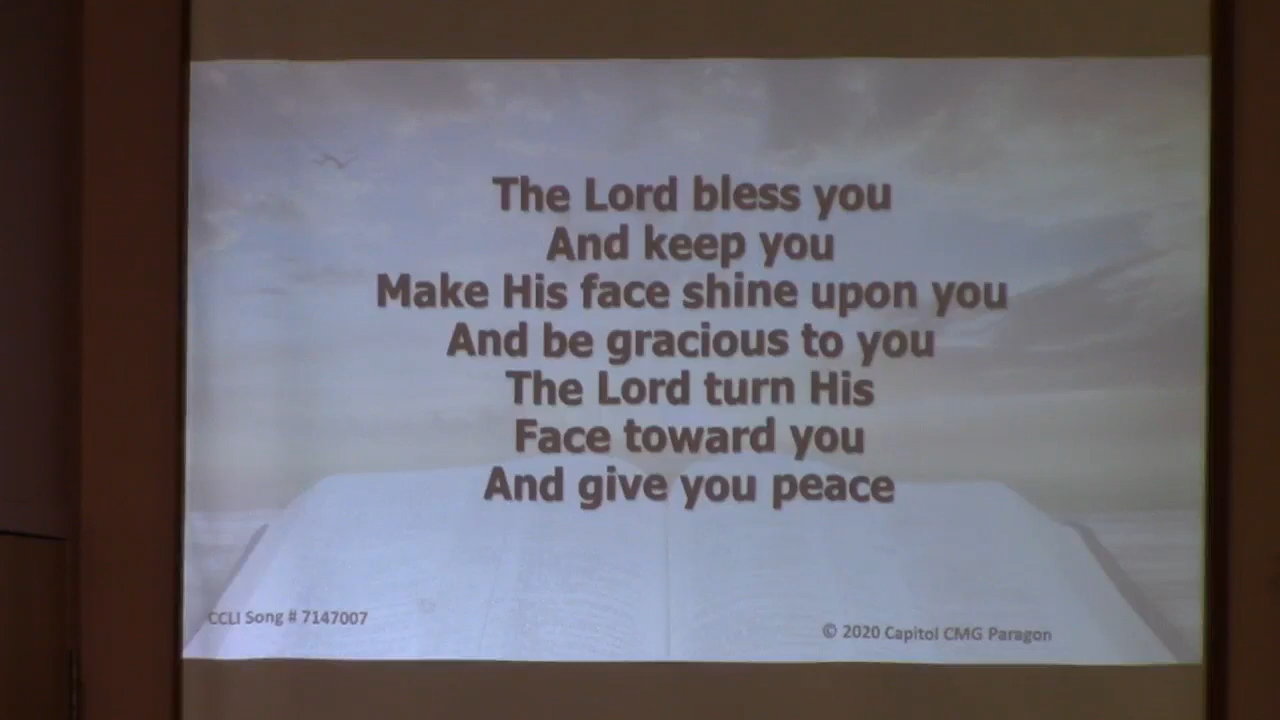 The Lord bless you
And keep you
Make His face shine upon you
And be gracious to you
The Lord turn His
Face toward you
And give you peace
CCLI Song # 7147007
© 2020 Capitol CMG Paragon